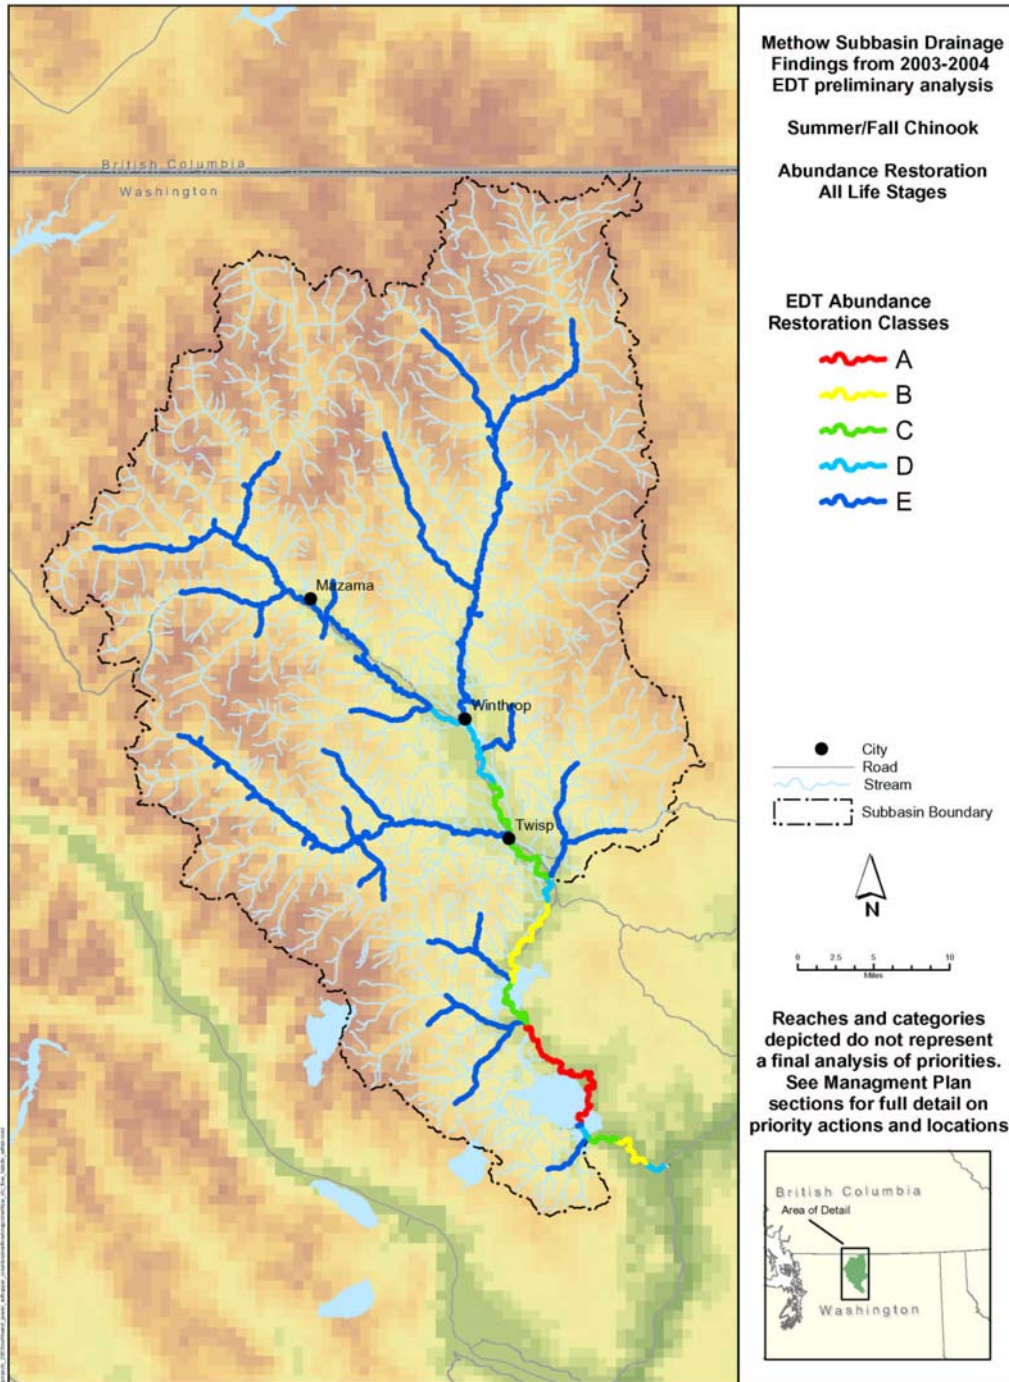 Methow Subbasin Drainage
Findings from 2003-2004
EDT preliminary analysis
Summer/Fall Chinook
Abundance Restoration
All Life Stages
EDT Abundance
Restoration Classes
A
B
C
D
E
City
Road
Stream
Subbasin Boundary
N
0 2.5 5 10
Miles
Reaches and categories
depicted do not represent
a final analysis of priorities.
See Managment Plan
sections for full detail on
priority actions and locations
British Columbia
Area of Detail
Washington
British Columbia
Washington
Mazama
Winthrop
Twisp